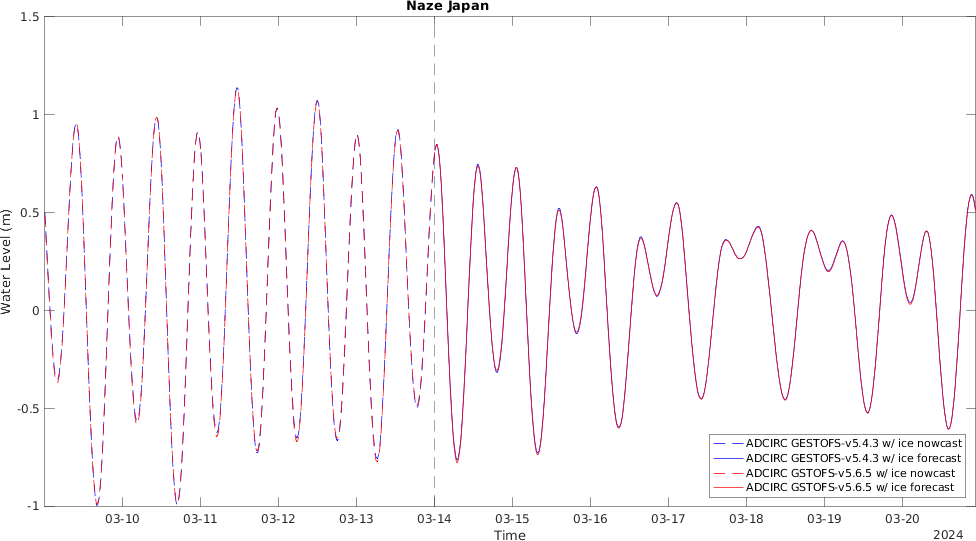 Naze Japan
1.5
1
0.5
0
-0.5
-1
Water Level (m)
03-10 03-11 03-12 03-13 03-14 03-15 03-16 03-17 03-18 03-19 03-20
Time
2024
ADCIRC GESTOFS-v5.4.3 w/ ice nowcast
ADCIRC GESTOFS-v5.4.3 w/ ice forecast
ADCIRC GSTOFS-v5.6.5 w/ ice nowcast
ADCIRC GSTOFS-v5.6.5 w/ ice forecast